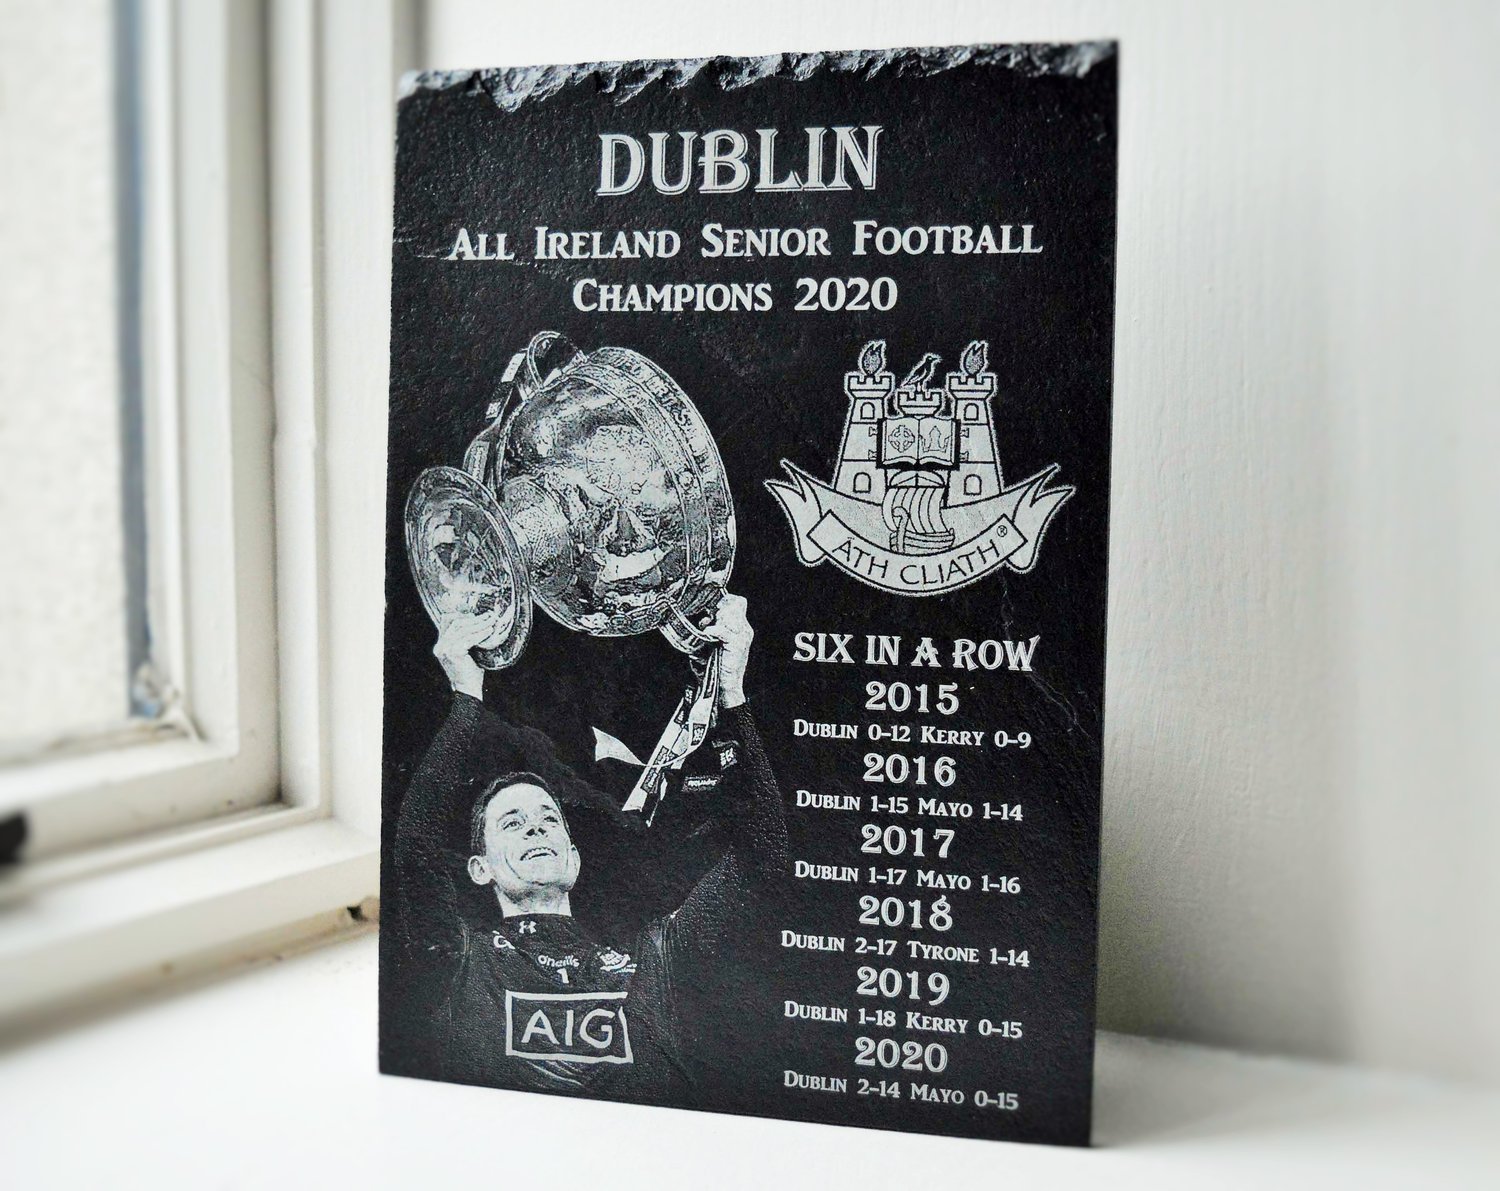 DUBLIN
ALL IRELAND SENIOR FOOTBALL
CHAMPIONS 2020
ÁTH CLIATH ®
SIX IN A ROW
2015
DUBLIN 0-12 KERRY 0-9
2016
DUBLIN 1-15 MAYO 1-14
2017
DUBLIN 1-17 MAYO 1-16
2018
DUBLIN 2-17 TYRONE 1-14
2019
DUBLIN 1-18 KERRY 0-15
2020
DUBLIN 2-14 MAYO 0-15
oneills
1
AIG